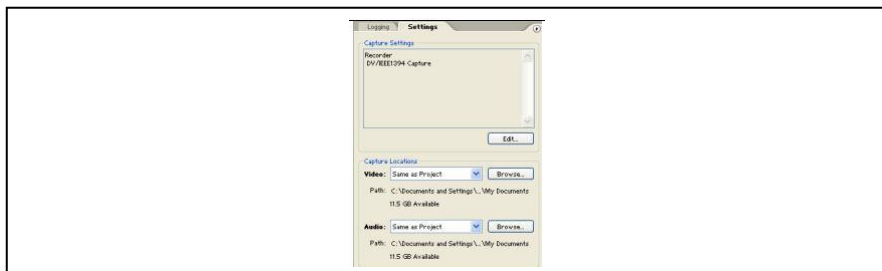 Logging Settings
Capture Settings
Recorder
DV/IEEE1394 Capture
Edit..
Capture Locations
Video: Same as Project Browse..
Path: C:\Documents and Settings\..\My Documents
11.5 GB Available
Audio: Same as Project Browse..
Path: C:\Documents and Settings\..\My Documents
11.5 GB Available